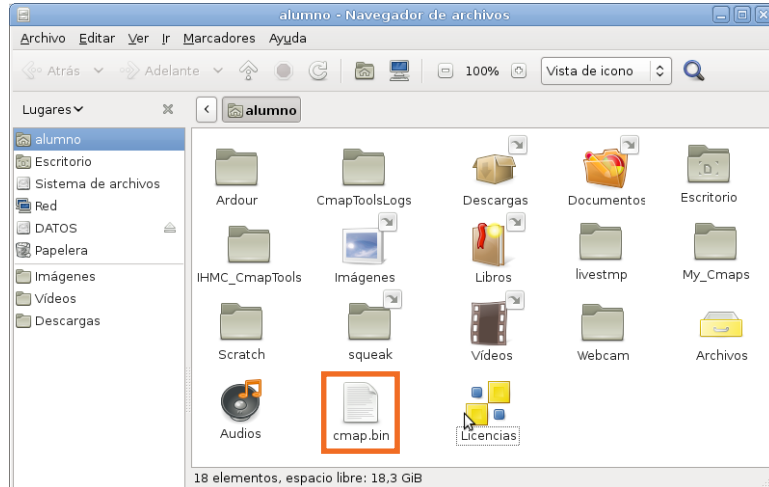 alumno - Navegador de archivos
Archivo Editar Ver Ir Marcadores Ayuda
Atrás Adelante 100% Vista de icono
Lugares alumno
alumno
Escritorio
Sistema de archivos
Red
DATOS
Papelera
Imágenes
Vídeos
Descargas
Ardour CmapToolsLogs Descargas Documentos Escritorio
IHMC_CmapTools Imágenes Libros livestmp My_Cmaps
Scratch squeak Vídeos Webcam Archivos
Audios cmap.bin Licencias
18 elementos, espacio libre: 18,3 GiB